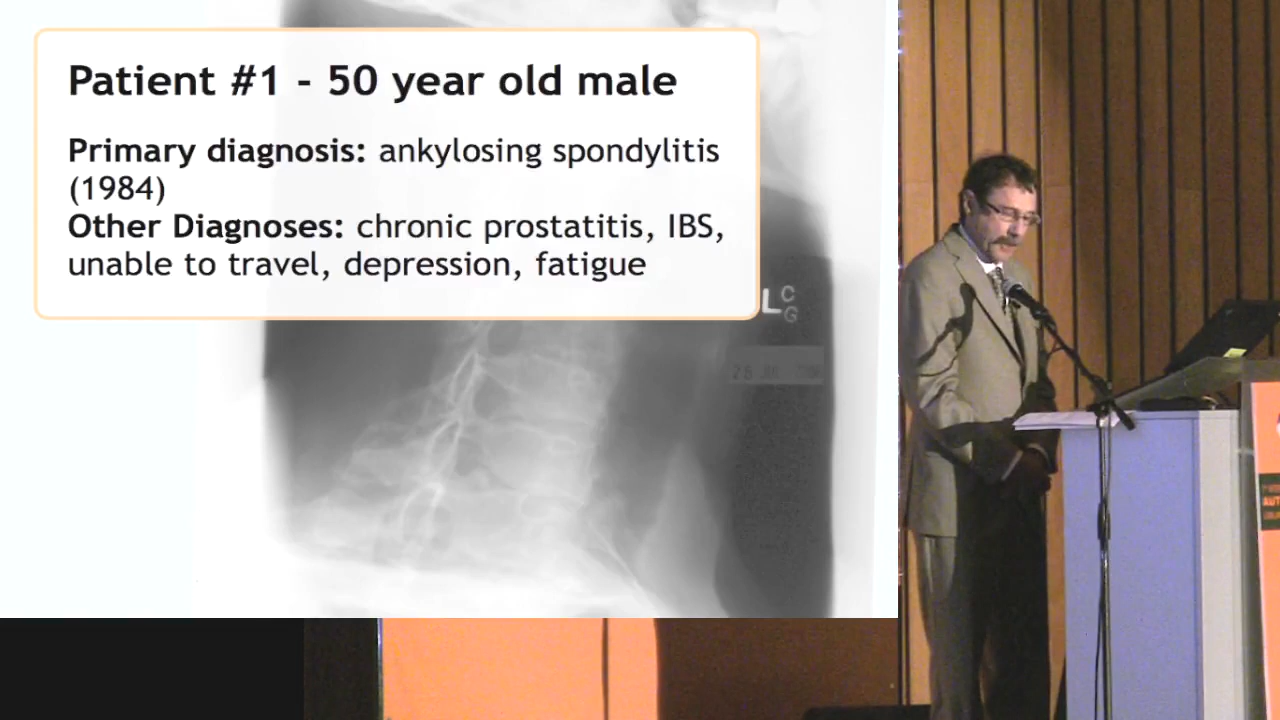 Patient #1 - 50 year old male
Primary diagnosis: ankylosing spondylitis
(1984)
Other Diagnoses: chronic prostatitis, IBS,
unable to travel, depression, fatigue
L C
G
AUT